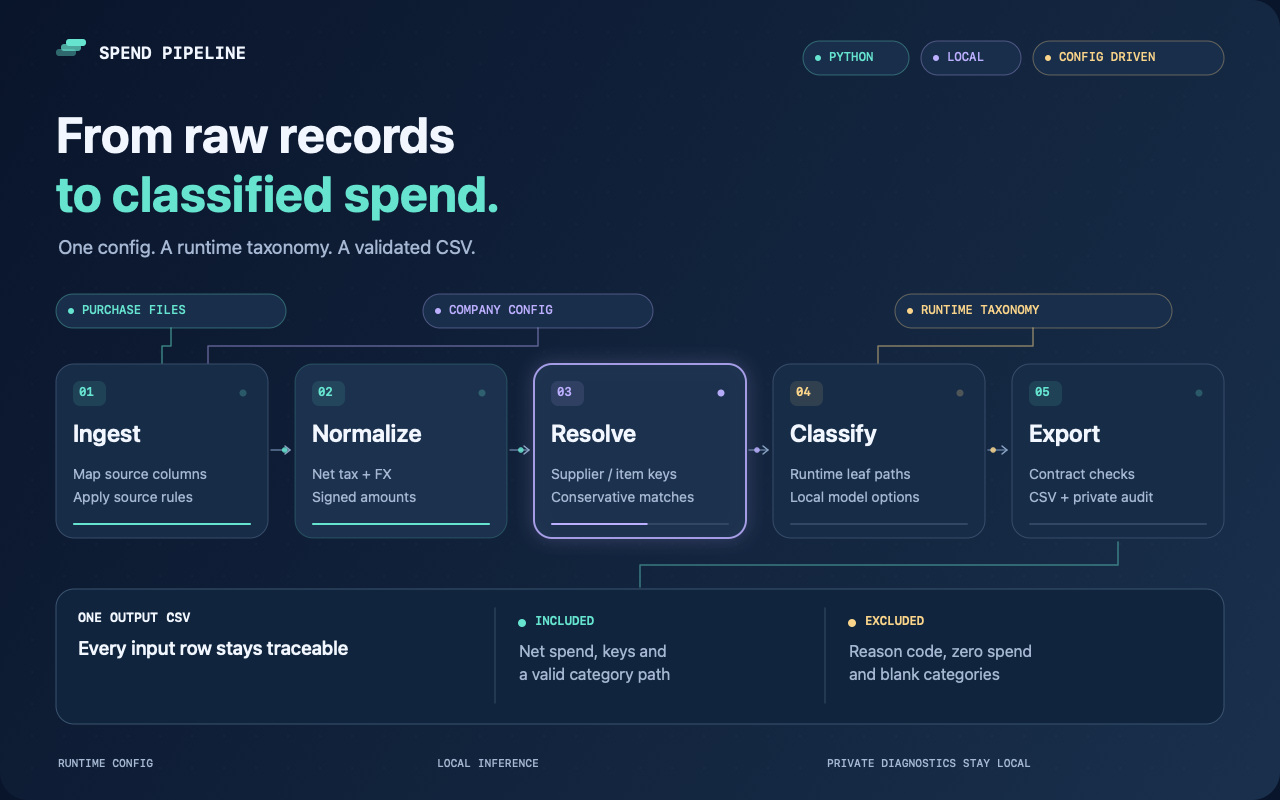 SPEND PIPELINE
PYTHON
LOCAL
CONFIG DRIVEN
From raw records
to classified spend.
One config. A runtime taxonomy. A validated CSV.
PURCHASE FILES
COMPANY CONFIG
RUNTIME TAXONOMY
01
Ingest
Map source columns
Apply source rules
02
Normalize
Net tax + FX
Signed amounts
03
Resolve
Supplier / item keys
Conservative matches
04
Classify
Runtime leaf paths
Local model options
05
Export
Contract checks
CSV + private audit
ONE OUTPUT CSV
Every input row stays traceable
INCLUDED
Net spend, keys and
a valid category path
EXCLUDED
Reason code, zero spend
and blank categories
RUNTIME CONFIG
LOCAL INFERENCE
PRIVATE DIAGNOSTICS STAY LOCAL